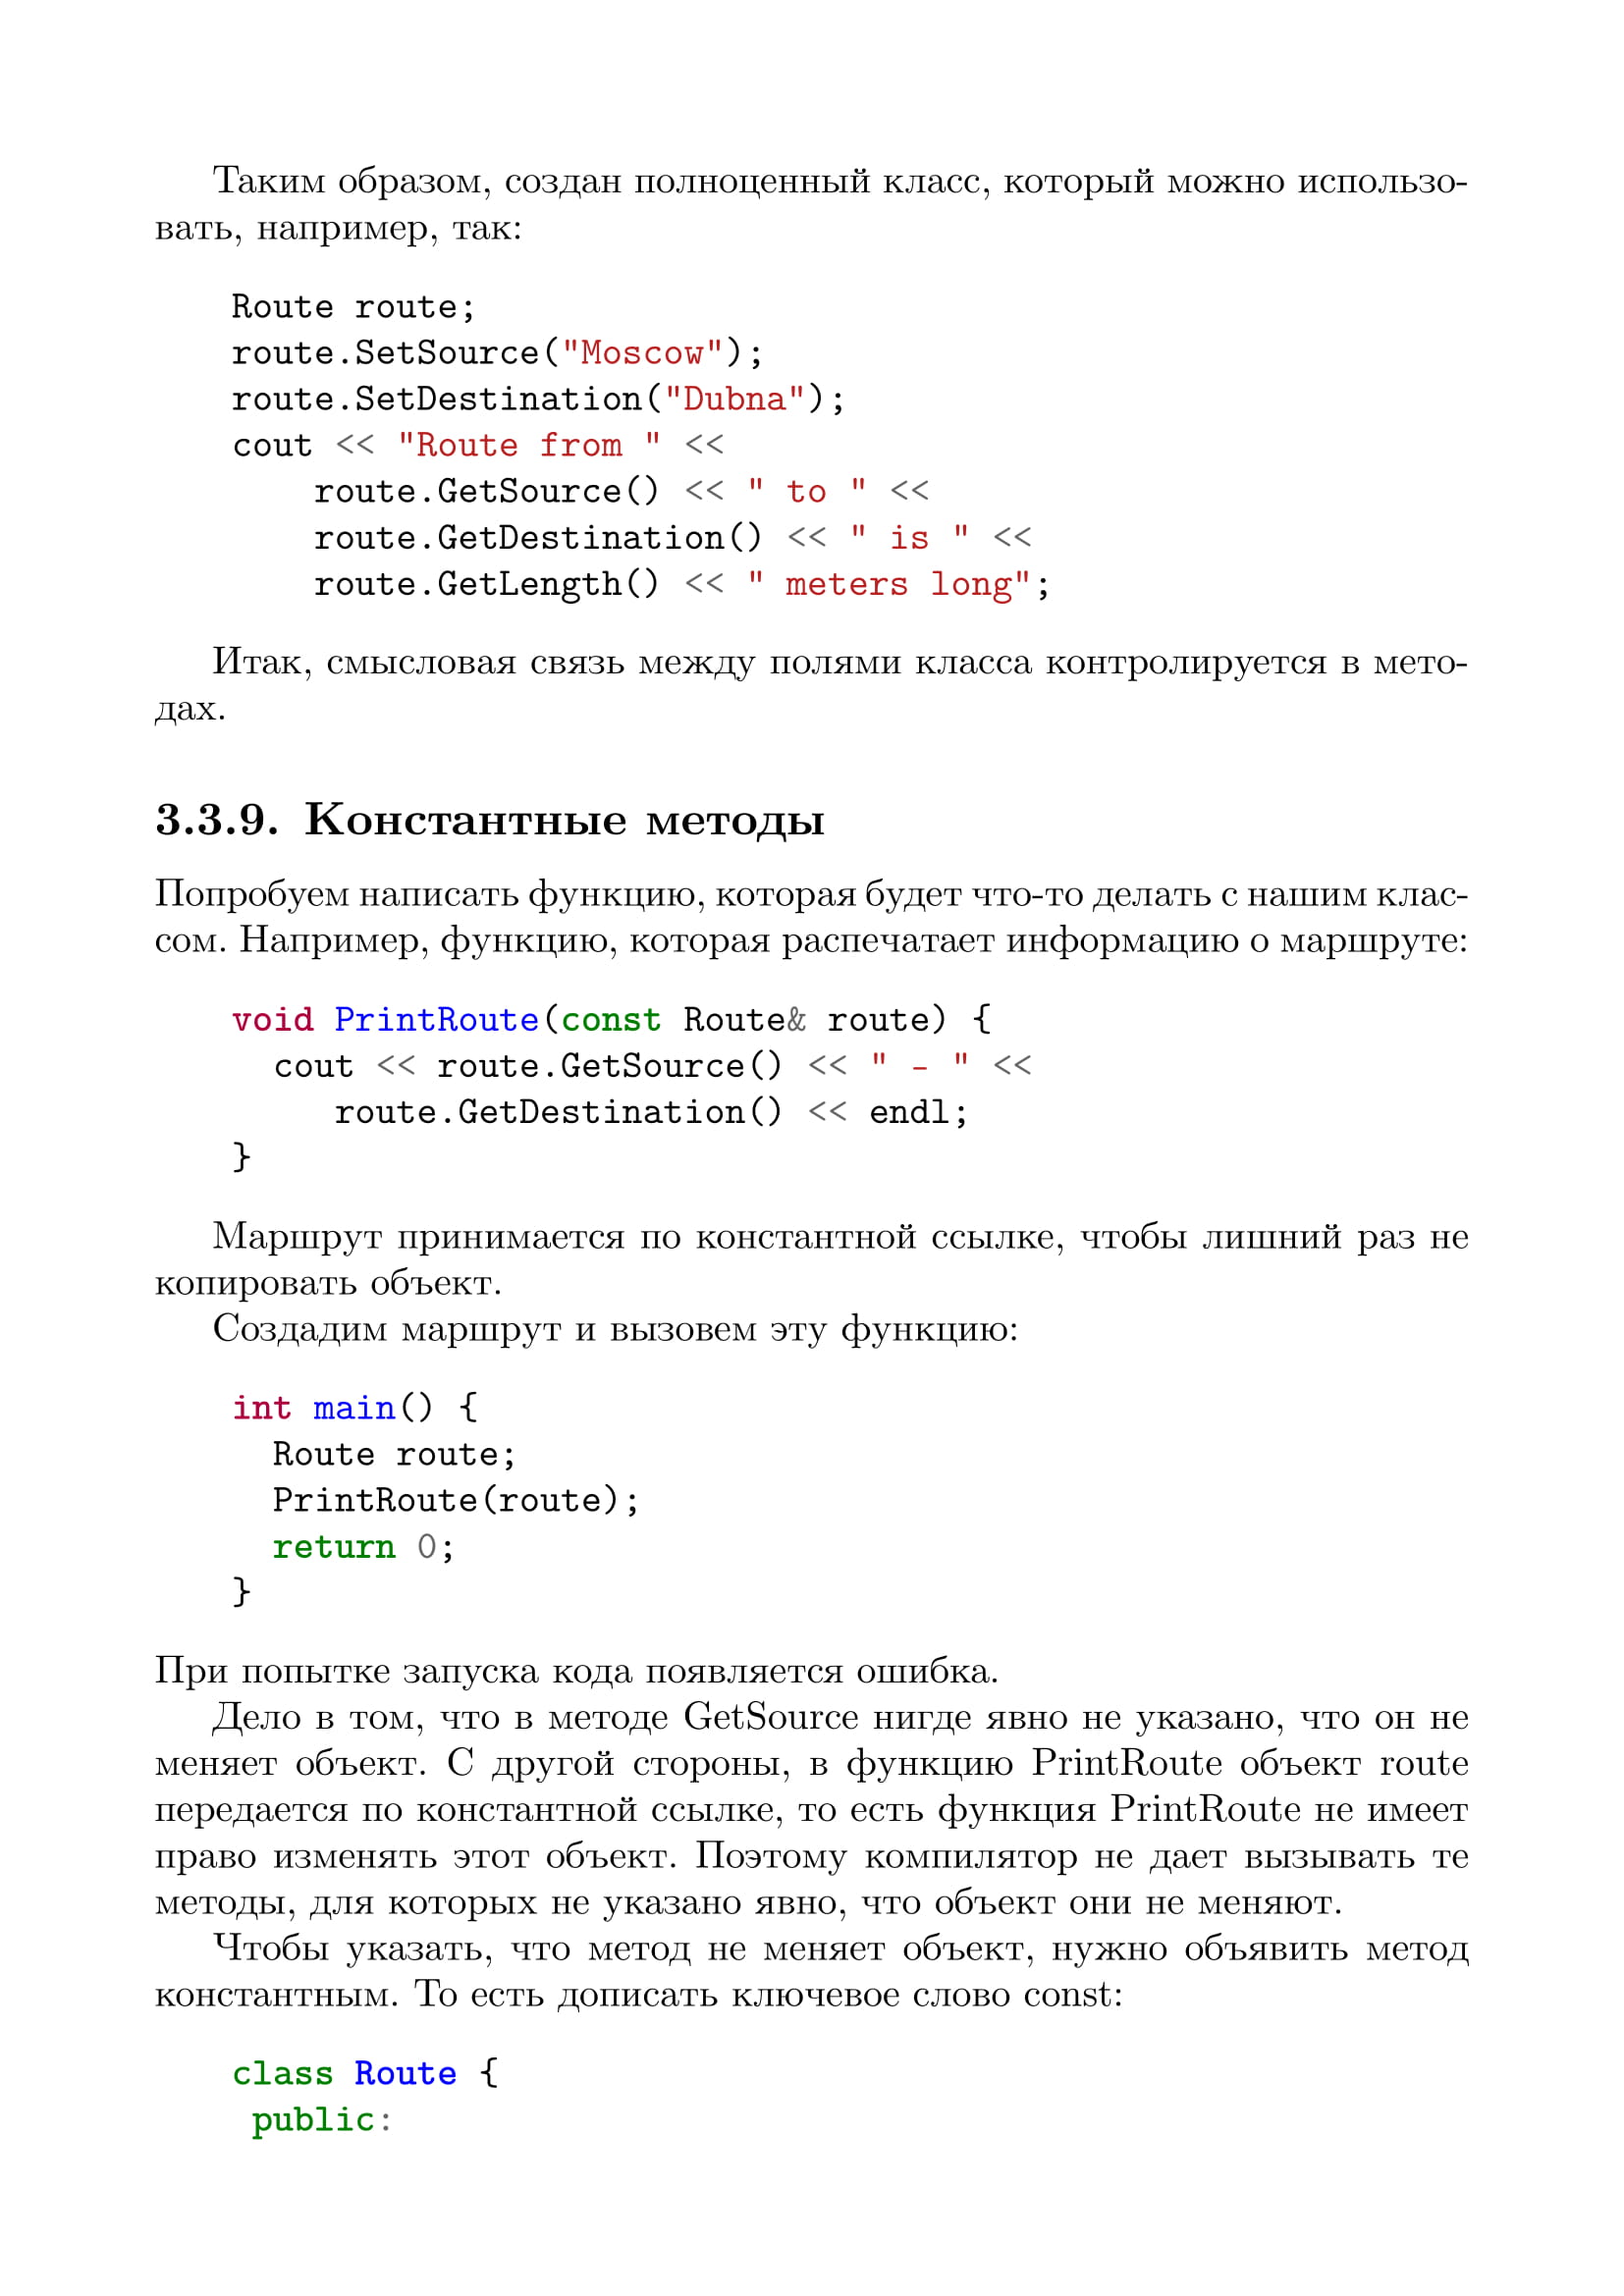 Таким образом, создан полноценный класс, который можно использо-
вать, например, так:
Route route;
route.SetSource("Moscow");
route.SetDestination("Dubna");
cout << "Route from " <<
    route.GetSource() << " to " <<
    route.GetDestination() << " is " <<
    route.GetLength() << " meters long";
Итак, смысловая связь между полями класса контролируется в мето-
дах.
3.3.9. Константные методы
Попробуем написать функцию, которая будет что-то делать с нашим клас-
сом. Например, функцию, которая распечатает информацию о маршруте:
void PrintRoute(const Route& route) {
  cout << route.GetSource() << " - " <<
     route.GetDestination() << endl;
}
Маршрут принимается по константной ссылке, чтобы лишний раз не
копировать объект.
Создадим маршрут и вызовем эту функцию:
int main() {
  Route route;
  PrintRoute(route);
  return 0;
}
При попытке запуска кода появляется ошибка.
Дело в том, что в методе GetSource нигде явно не указано, что он не
меняет объект. С другой стороны, в функцию PrintRoute объект route
передается по константной ссылке, то есть функция PrintRoute не имеет
право изменять этот объект. Поэтому компилятор не дает вызывать те
методы, для которых не указано явно, что объект они не меняют.
Чтобы указать, что метод не меняет объект, нужно объявить метод
константным. То есть дописать ключевое слово const:
class Route {
 public: